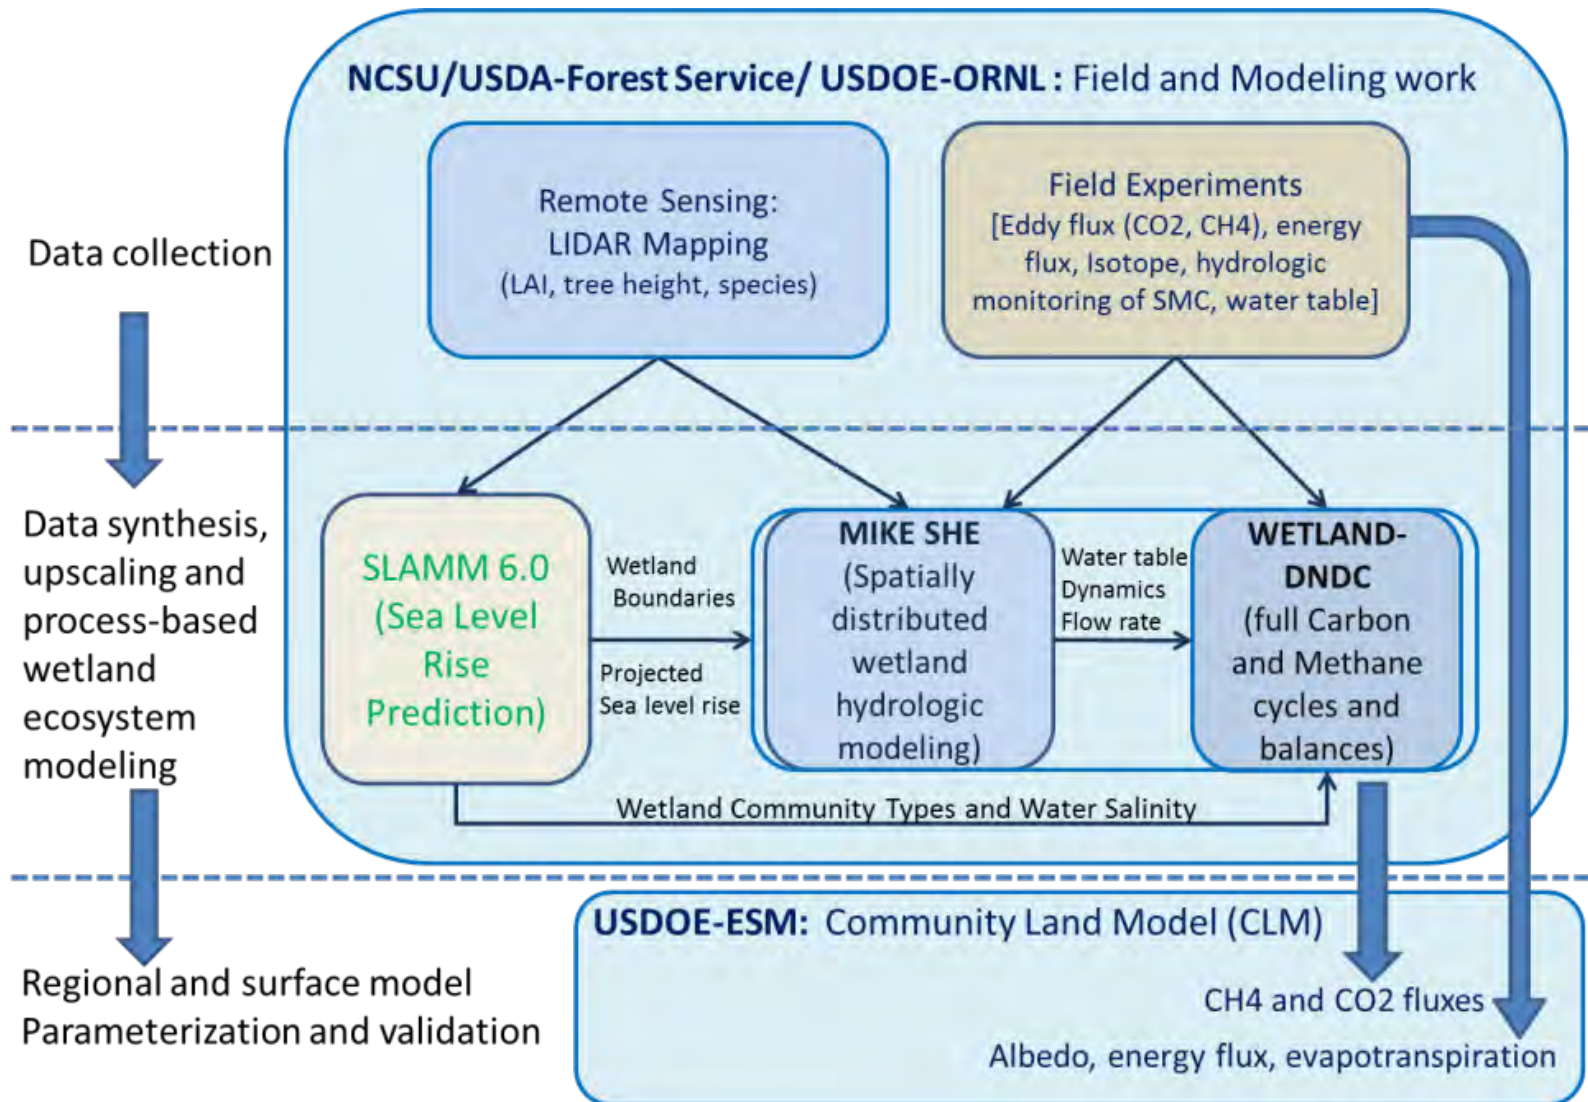 NCSU/USDA-Forest Service/ USDOE-ORNL : Field and Modeling work
Remote Sensing:
LIDAR Mapping
(LAI, tree height, species)
Field Experiments
[Eddy flux (CO2, CH4), energy
flux, Isotope, hydrologic
monitoring of SMC, water table]
Data collection
Data synthesis,
upscaling and
process-based
wetland
ecosystem
modeling
SLAMM 6.0
(Sea Level
Rise
Prediction)
Wetland
Boundaries
Projected
Sea level rise
MIKE SHE
(Spatially
distributed
wetland
hydrologic
modeling)
Water table
Dynamics
Flow rate
WETLAND-
DNDC
(full Carbon
and Methane
cycles and
balances)
Wetland Community Types and Water Salinity
USDOE-ESM: Community Land Model (CLM)
Regional and surface model
Parameterization and validation
CH4 and CO2 fluxes
Albedo, energy flux, evapotranspiration